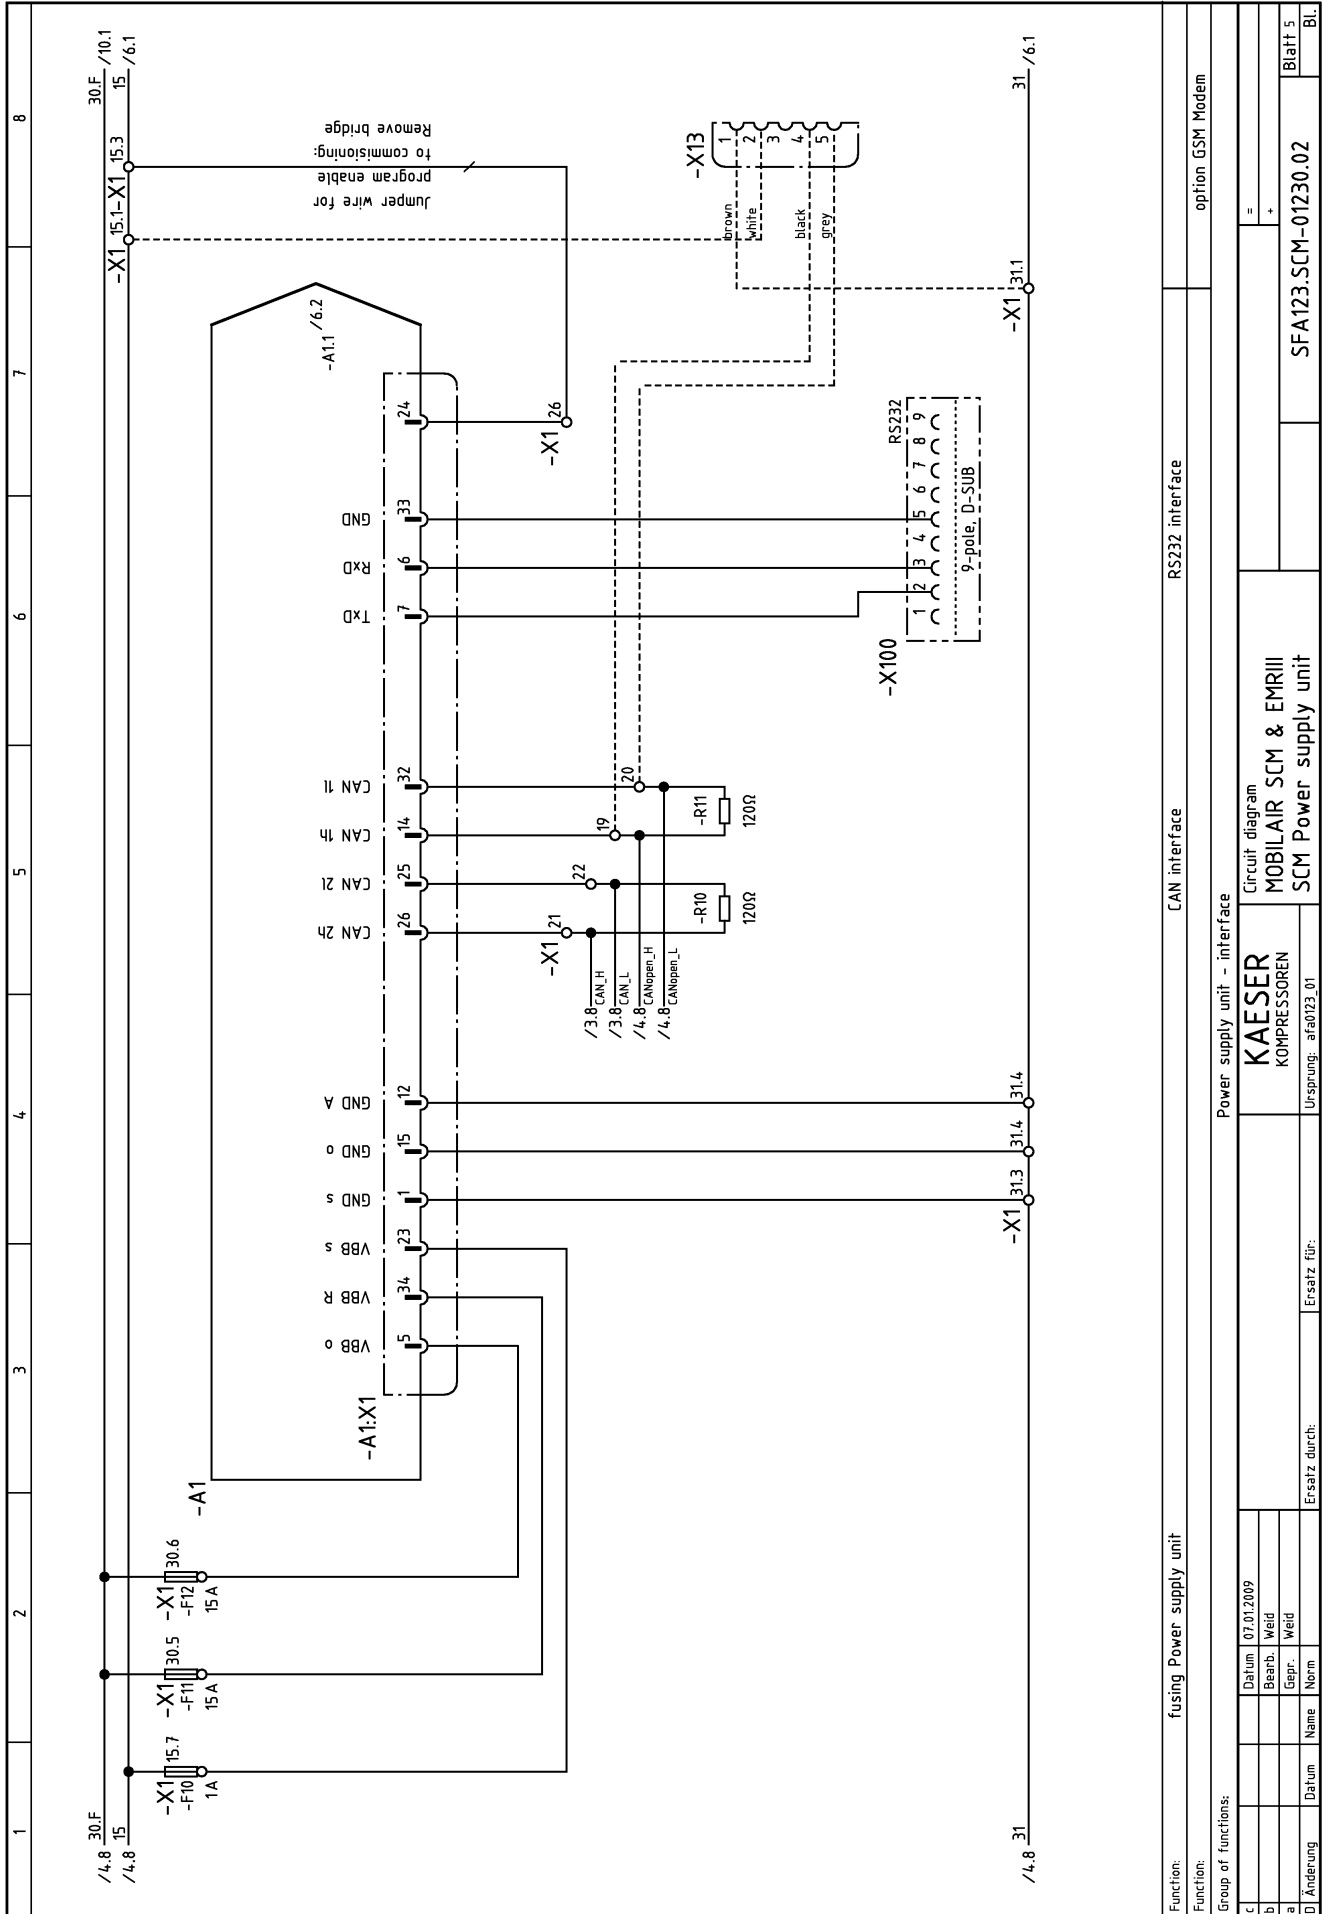 1
2
3
4
5
6
7
8
/4.8 30.F
/4.8 15
30.F /10.1
15 /6.1
-X1 15.7
-F10
1A
-X1 30.5
-F11
15A
-X1 30.6
-F12
15A
-A1
-A1.1 /6.2
-X1 15.1
-X1 15.3
Jumper wire for
program enable
to commisioning:
Remove bridge
-A1:X1
VBB o
VBB R
VBB s
GND s
GND o
GND A
CAN 2h
CAN 2l
CAN 1h
CAN 1l
TxD
RxD
GND
5
34
23
1
15
12
26
25
14
32
7
6
33
24
-X1 21
22
19
20
-X1 26
/3.8 CAN_H
/3.8 CAN_L
/4.8 CANopen_H
/4.8 CANopen_L
-R10
120Ω
-R11
120Ω
-X13
1
2
3
4
5
brown
white
black
grey
-X100
RS232
1
2
3
4
5
6
7
8
9
9-pole, D-SUB
/4.8 31
-X1 31.3
31.4
31.4
-X1 31.1
31 /6.1
Function:
fusing Power supply unit
CAN interface
RS232 interface
Function:
option GSM Modem
Group of functions:
Power supply unit - interface
c
b
a
D
Änderung
Datum
Name
Datum 07.01.2009
Bearb. Weid
Gepr. Weid
Norm
Ersatz durch:
Ersatz für:
KAESER
KOMPRESSOREN
Ursprung: afa0123_01
Circuit diagram
MOBILAIR SCM & EMRIII
SCM Power supply unit
=
+
SFA123.SCM-01230.02
Blatt 5
Bl.